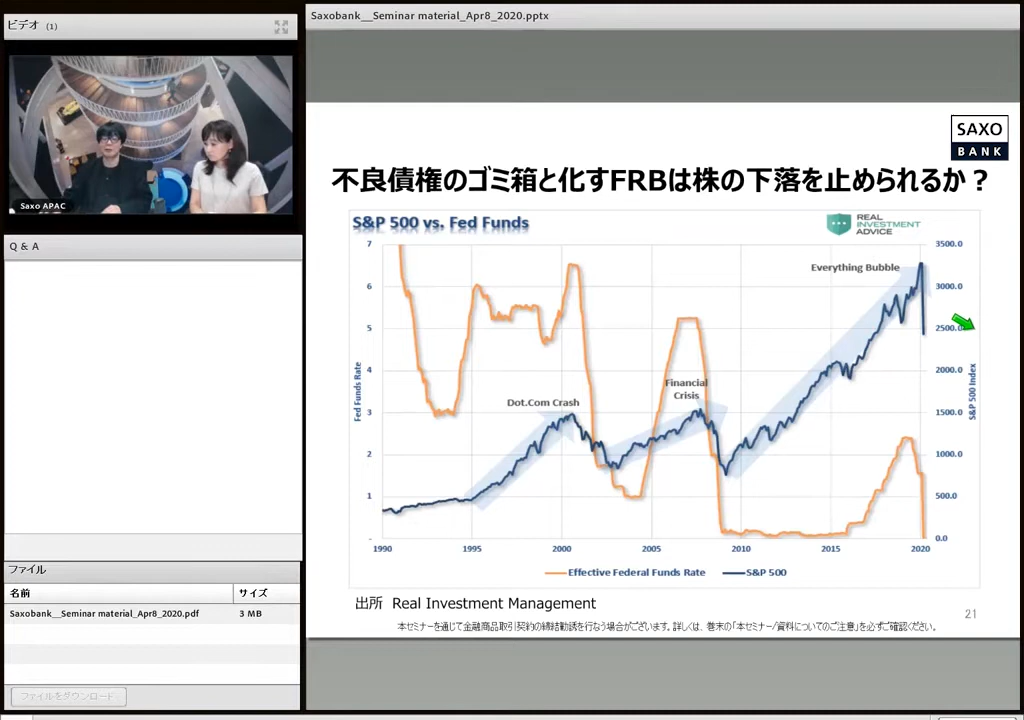 ビデオ (1)
Saxo APAC
Q & A
ファイル
名前
サイズ
Saxobank__Seminar material_Apr8_2020.pdf
3 MB
ファイルをダウンロード
Saxobank__Seminar material_Apr8_2020.pptx
SAXO
BANK
不良債権のゴミ箱と化すFRBは株の下落を止められるか？
S&P 500 vs. Fed Funds
REAL
INVESTMENT
ADVICE
7
6
5
4
3
2
1
-
Fed Funds Rate
3500.0
3000.0
2500.0
2000.0
1500.0
1000.0
500.0
0.0
S&P 500 Index
Everything Bubble
Financial
Crisis
Dot.Com Crash
1990
1995
2000
2005
2010
2015
2020
Effective Federal Funds Rate
S&P 500
出所 Real Investment Management
21
本セミナーを通じて金融商品取引契約の締結勧誘を行なう場合がございます。詳しくは、巻末の「本セミナー/資料についてのご注意」を必ずご確認ください。